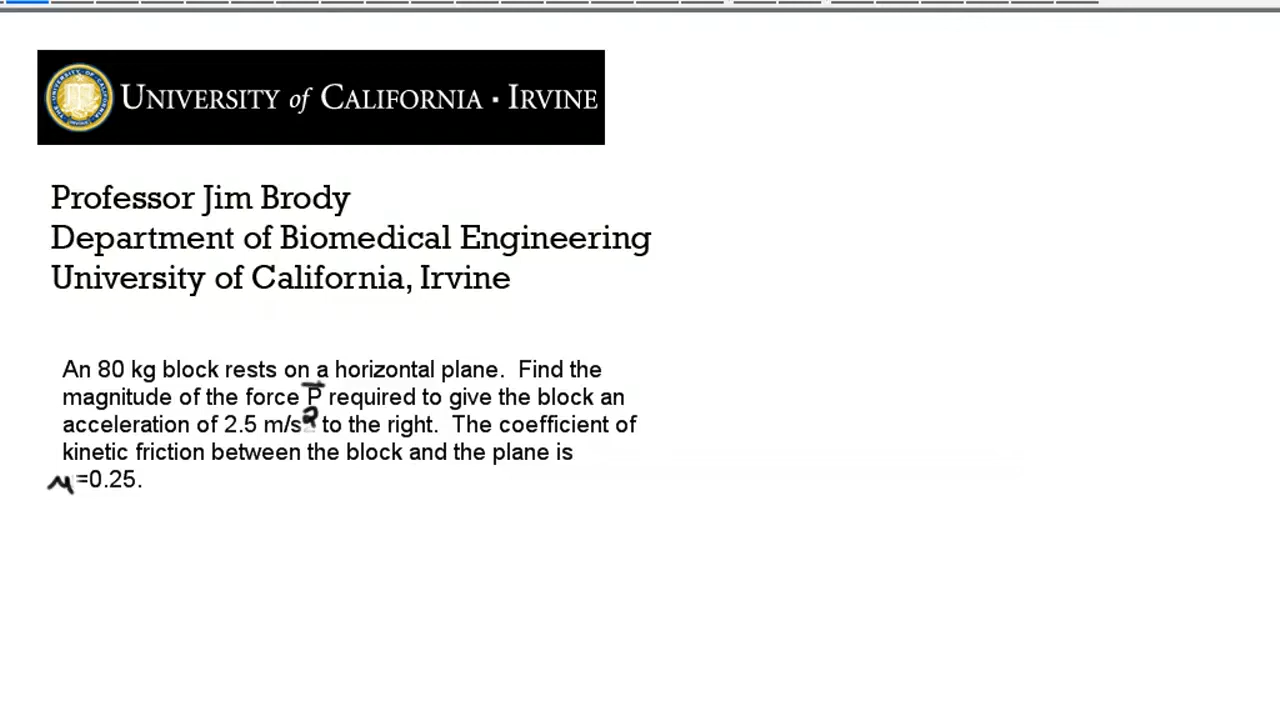 UNIVERSITY of CALIFORNIA · IRVINE
Professor Jim Brody
Department of Biomedical Engineering
University of California, Irvine
An 80 kg block rests on a horizontal plane. Find the
magnitude of the force P required to give the block an
acceleration of 2.5 m/s2 to the right. The coefficient of
kinetic friction between the block and the plane is
μ=0.25.